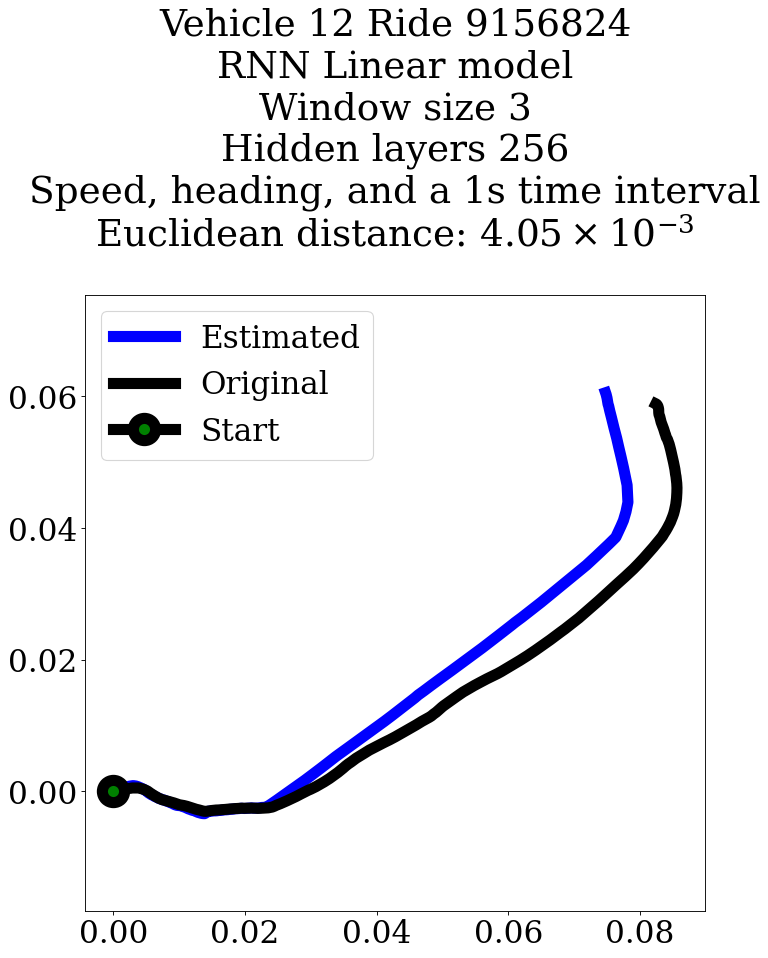 Vehicle 12 Ride 9156824
RNN Linear model
Window size 3
Hidden layers 256
Speed, heading, and a 1s time interval
Euclidean distance: 4.05 × 10⁻³
Estimated
Original
Start
0.06
0.04
0.02
0.00
0.00 0.02 0.04 0.06 0.08